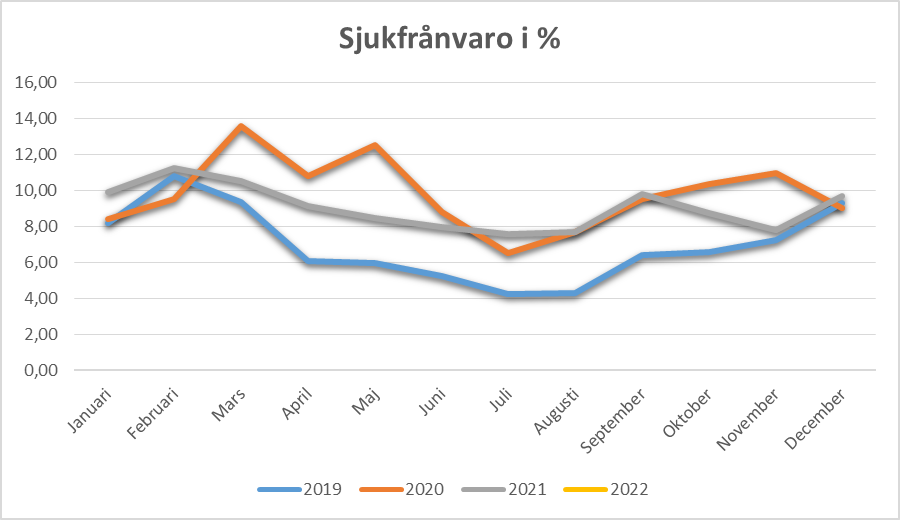 Sjukfrånvaro i %
16,00
14,00
12,00
10,00
8,00
6,00
4,00
2,00
0,00
Januari
Februari
Mars
April
Maj
Juni
Juli
Augusti
September
Oktober
November
December
2019 2020 2021 2022